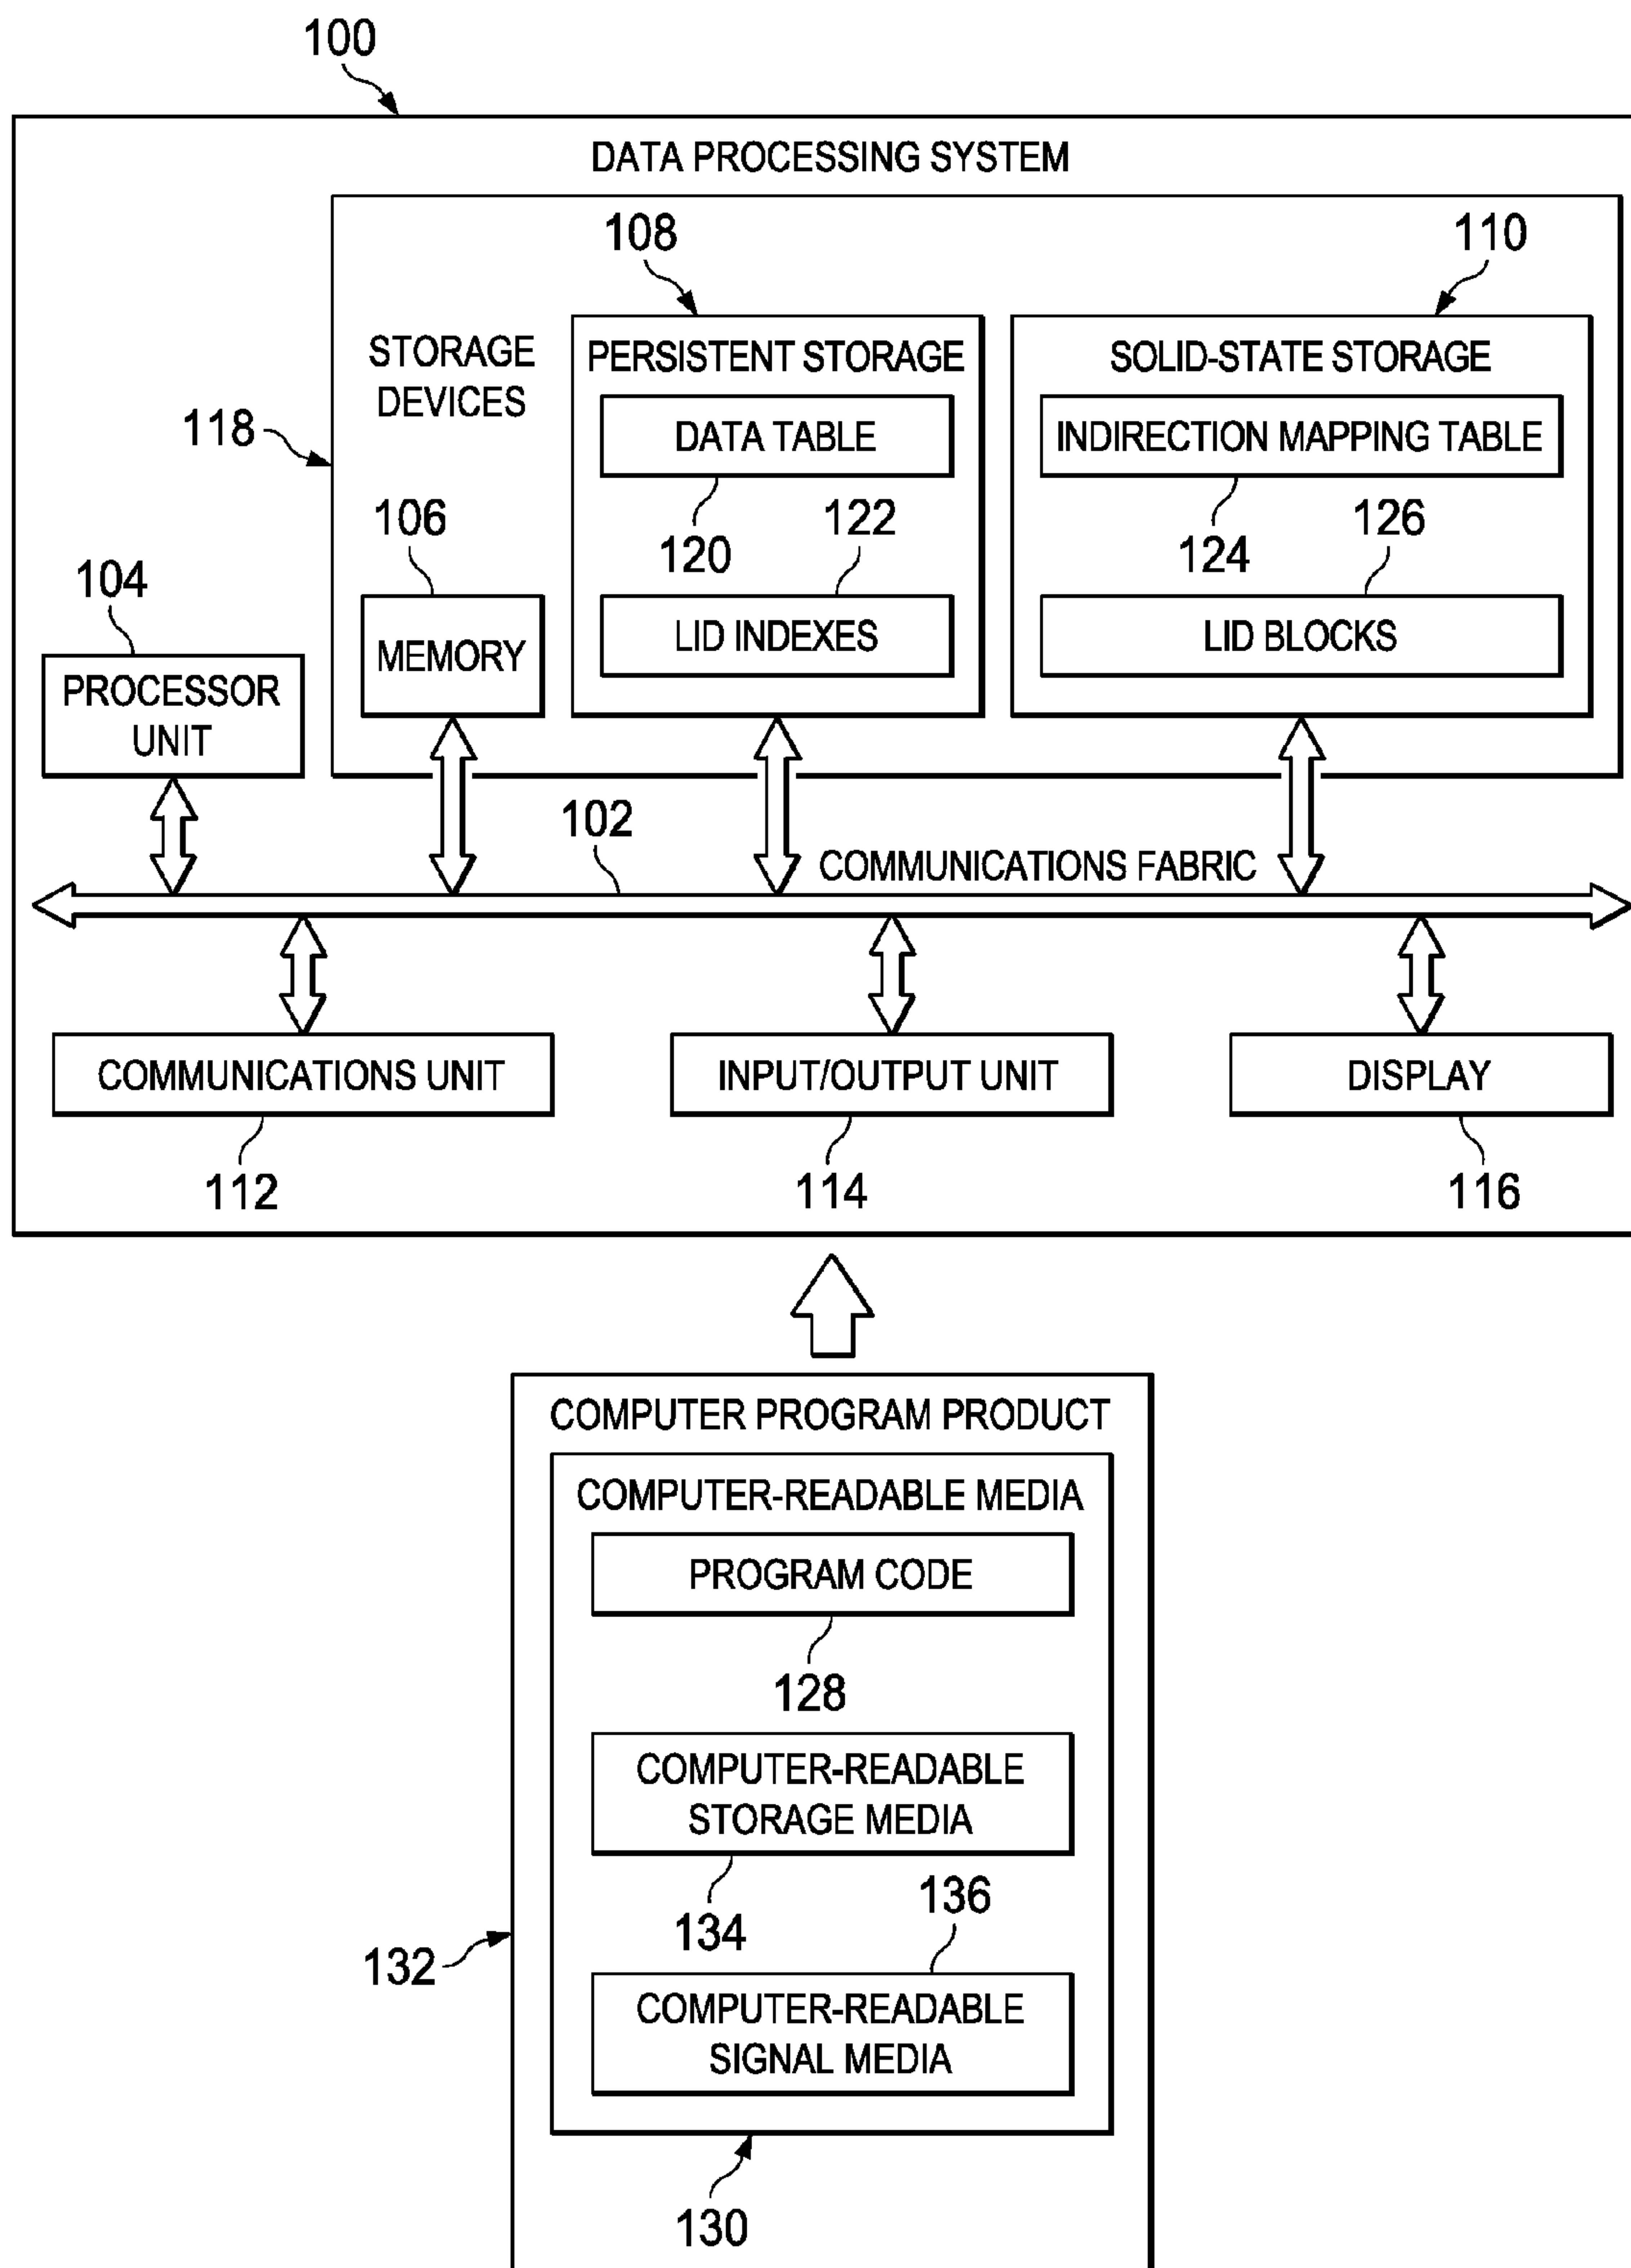 100
DATA PROCESSING SYSTEM
108
110
STORAGE
DEVICES
PERSISTENT STORAGE
SOLID-STATE STORAGE
118
DATA TABLE
INDIRECTION MAPPING TABLE
106
122
126
120
124
104
MEMORY
LID INDEXES
LID BLOCKS
PROCESSOR
UNIT
102
COMMUNICATIONS FABRIC
COMMUNICATIONS UNIT
INPUT/OUTPUT UNIT
DISPLAY
112
114
116
COMPUTER PROGRAM PRODUCT
COMPUTER-READABLE MEDIA
PROGRAM CODE
128
COMPUTER-READABLE
STORAGE MEDIA
136
134
132
COMPUTER-READABLE
SIGNAL MEDIA
130